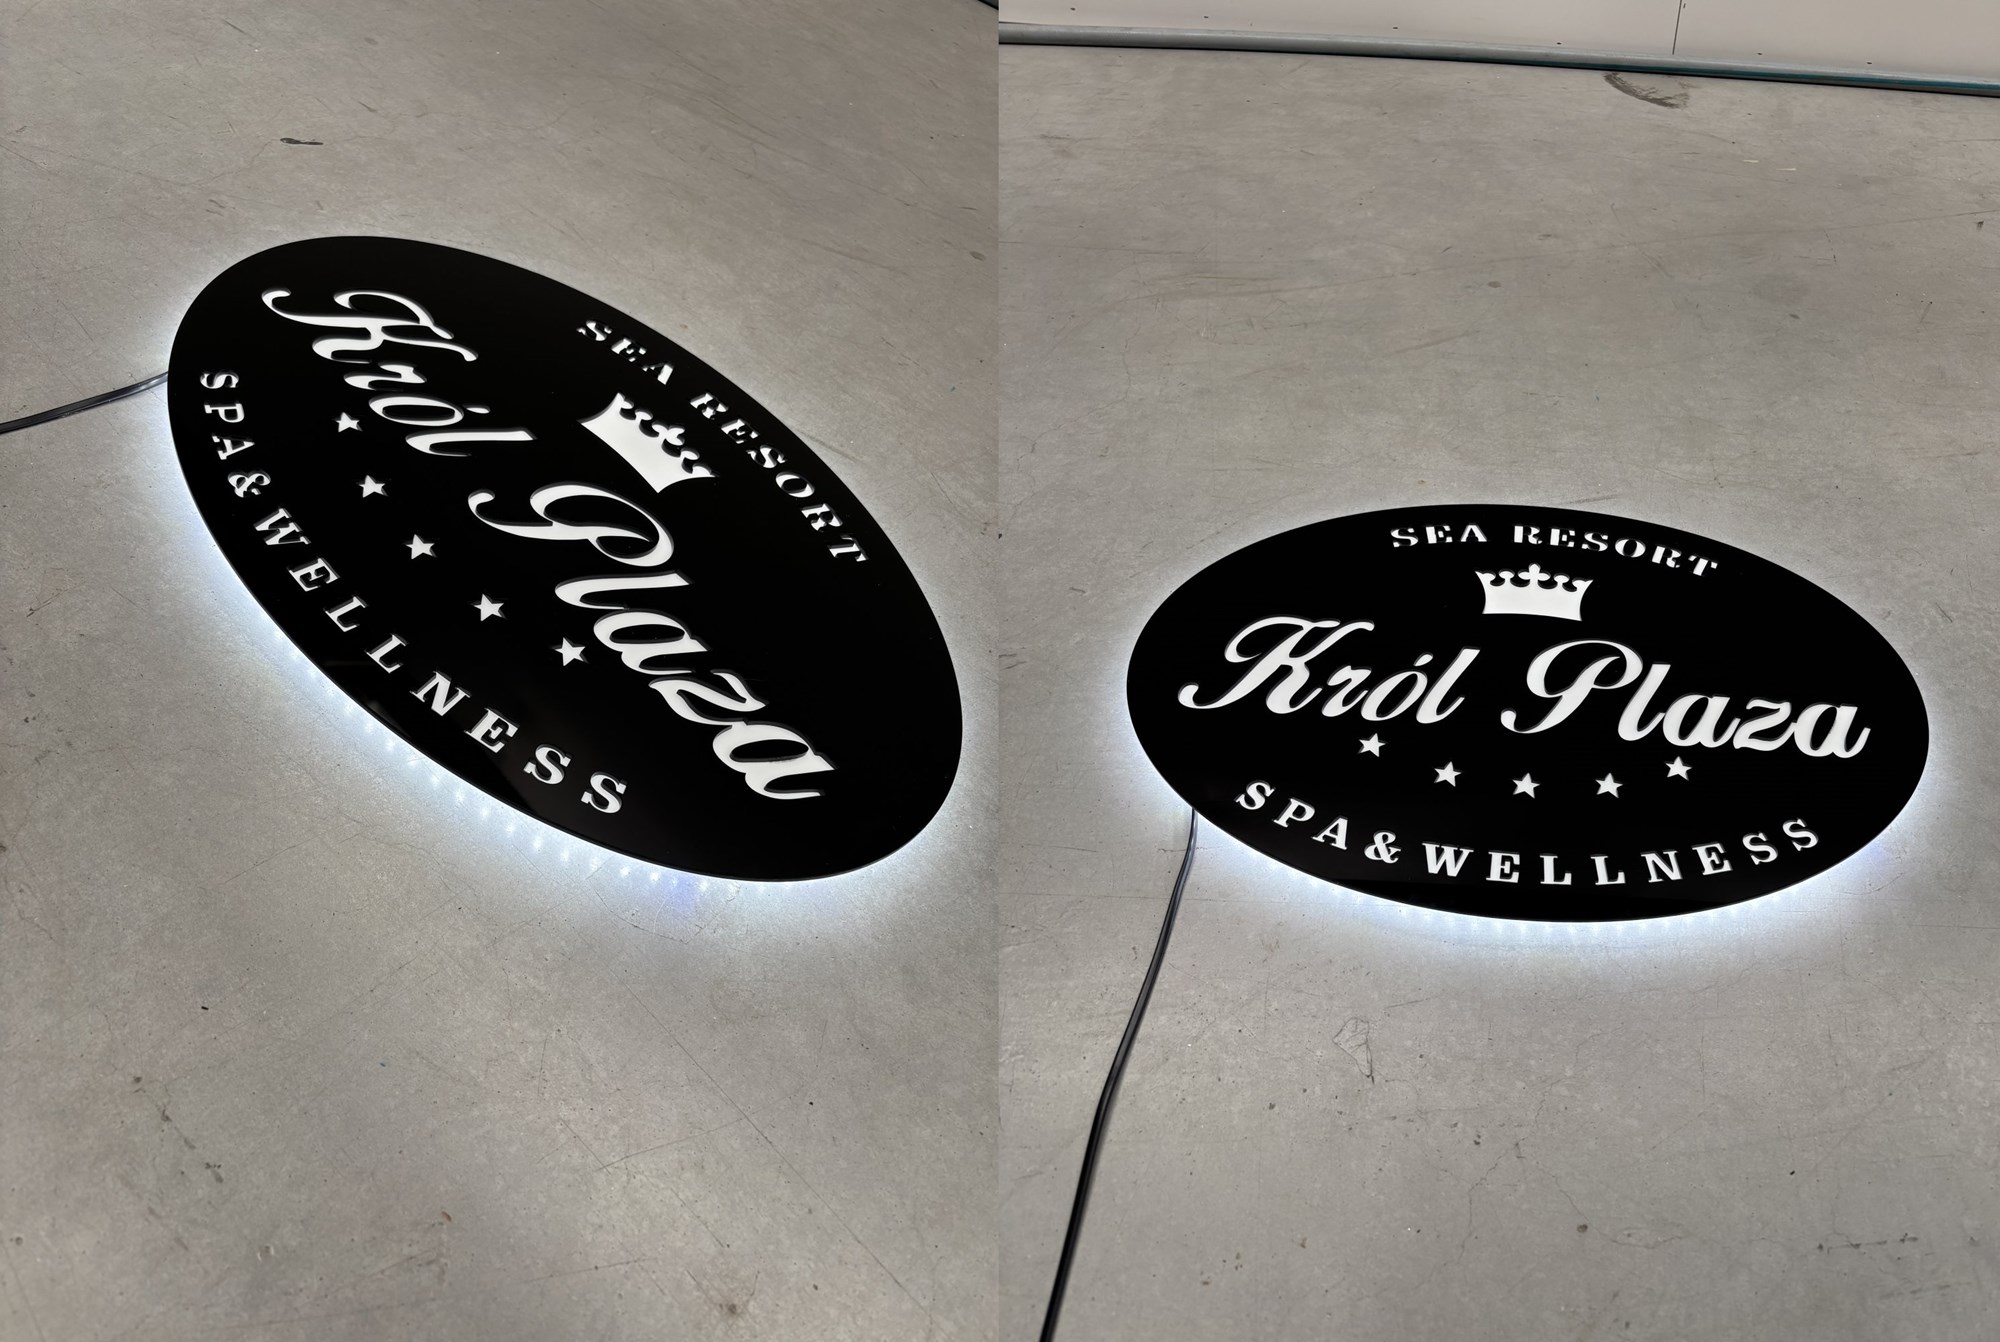 SEA RESORT
Król Plaza
SPA & WELLNESS
SEA RESORT
Król Plaza
SPA & WELLNESS